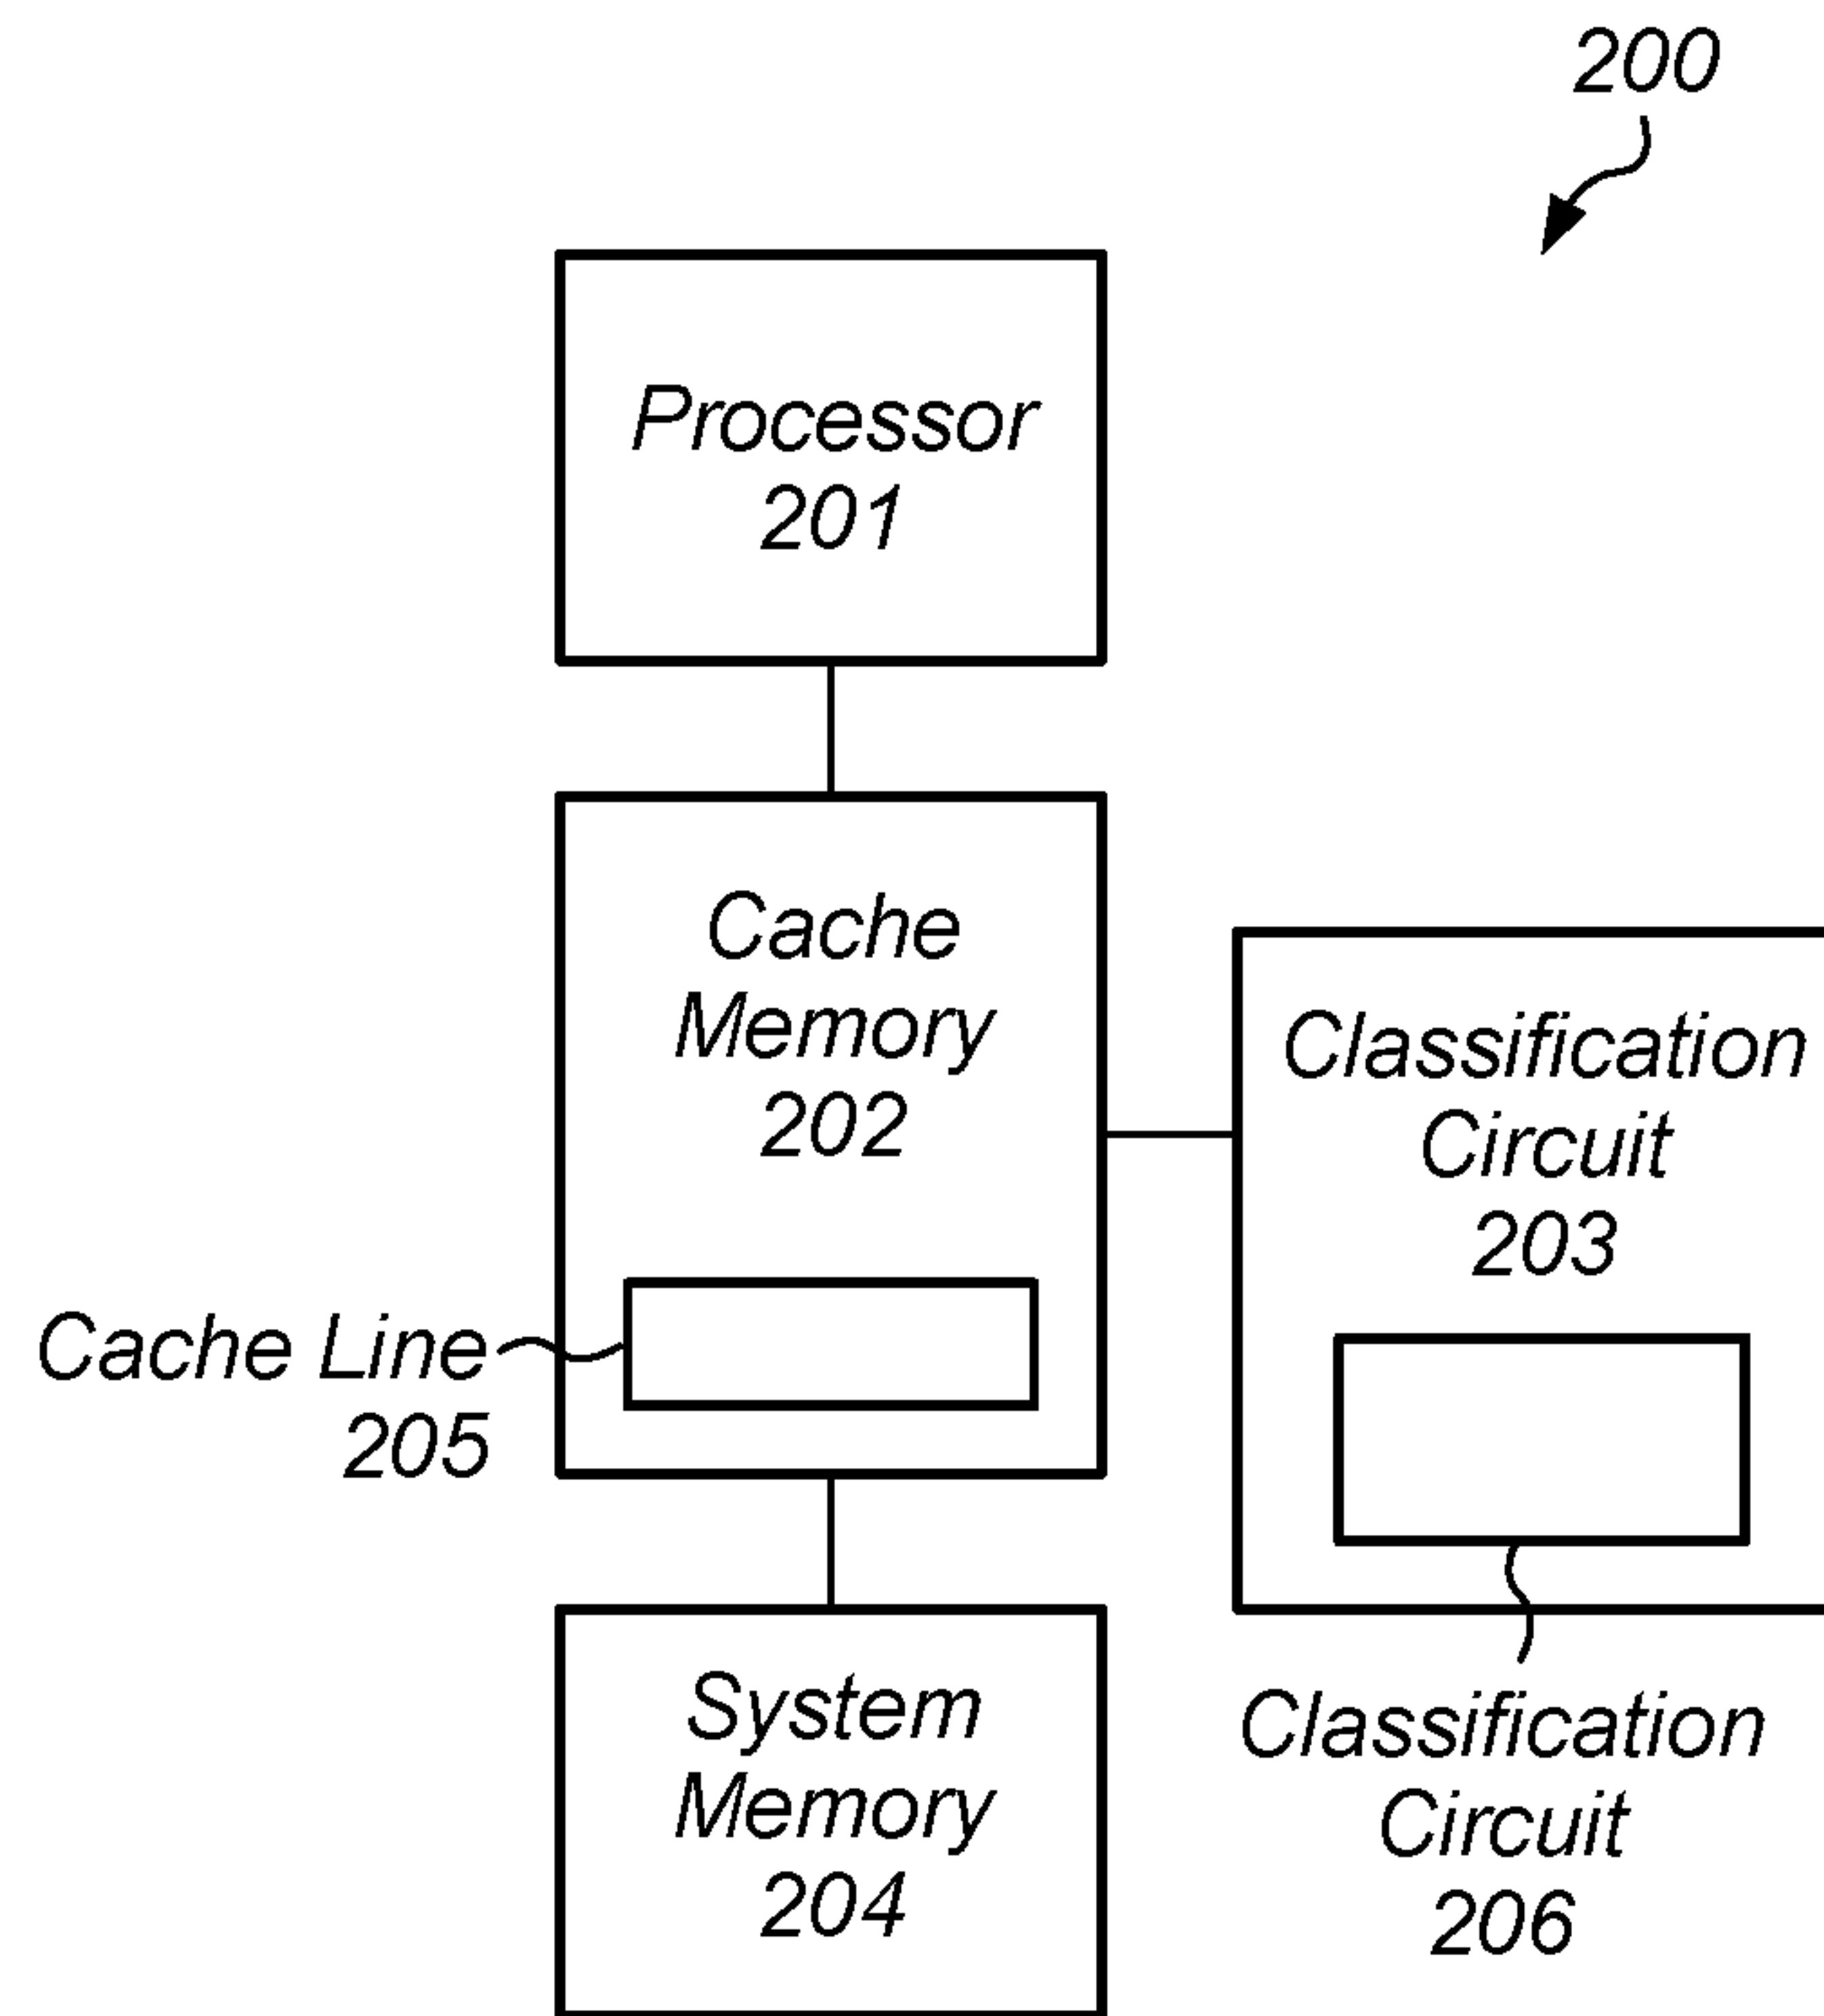 200
Processor
201
Cache
Memory
202
Classification
Circuit
203
Cache Line
205
System
Memory
204
Classification
Circuit
206